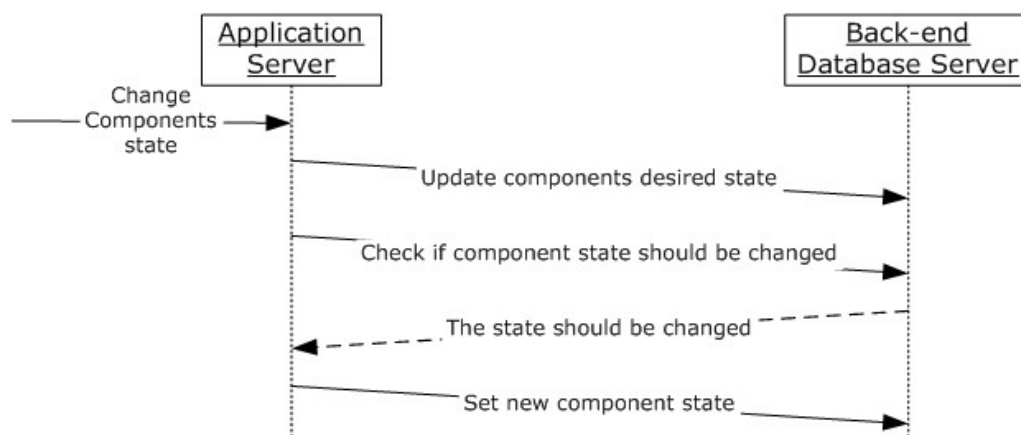 Application
Server
Back-end
Database Server
Change
Components
state
Update components desired state
Check if component state should be changed
The state should be changed
Set new component state